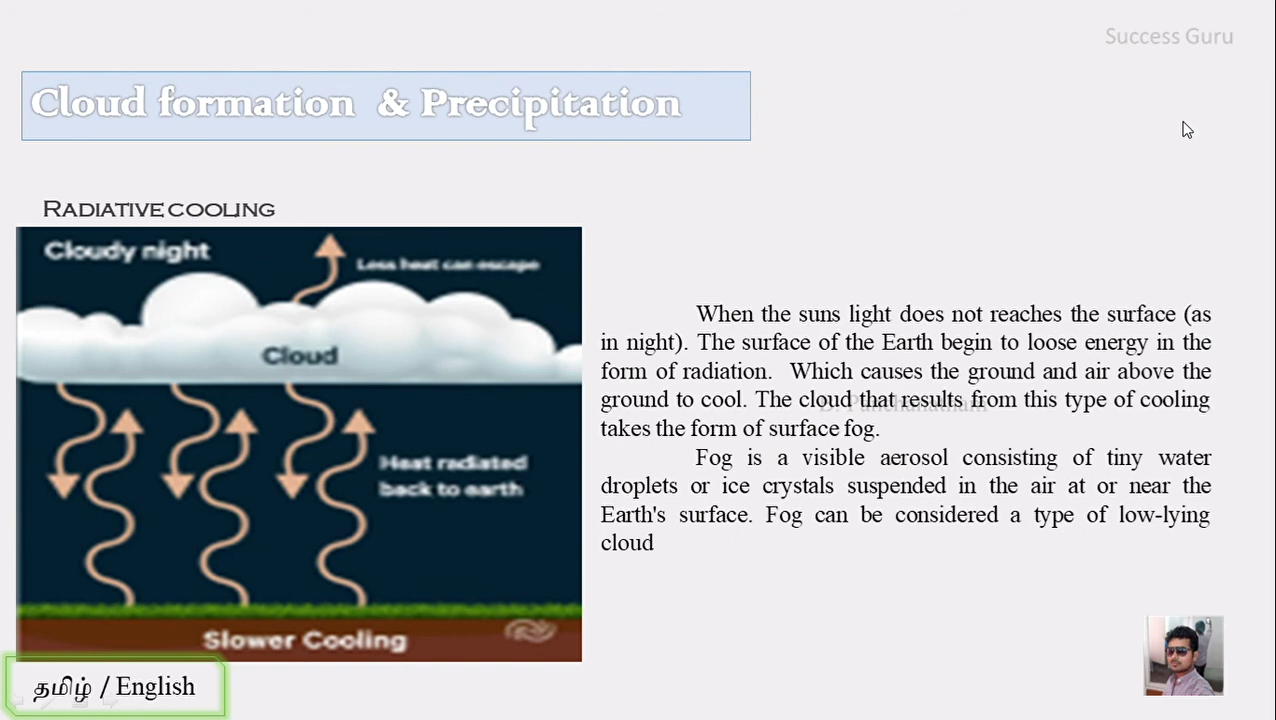 Success Guru
Cloud formation & Precipitation
RADIATIVE COOLING
Cloudy night
Less heat can escape
Cloud
Heat radiated
back to earth
Slower Cooling
When the suns light does not reaches the surface (as
in night). The surface of the Earth begin to loose energy in the
form of radiation. Which causes the ground and air above the
ground to cool. The cloud that results from this type of cooling
takes the form of surface fog.
Fog is a visible aerosol consisting of tiny water
droplets or ice crystals suspended in the air at or near the
Earth's surface. Fog can be considered a type of low-lying
cloud
தமிழ் / English